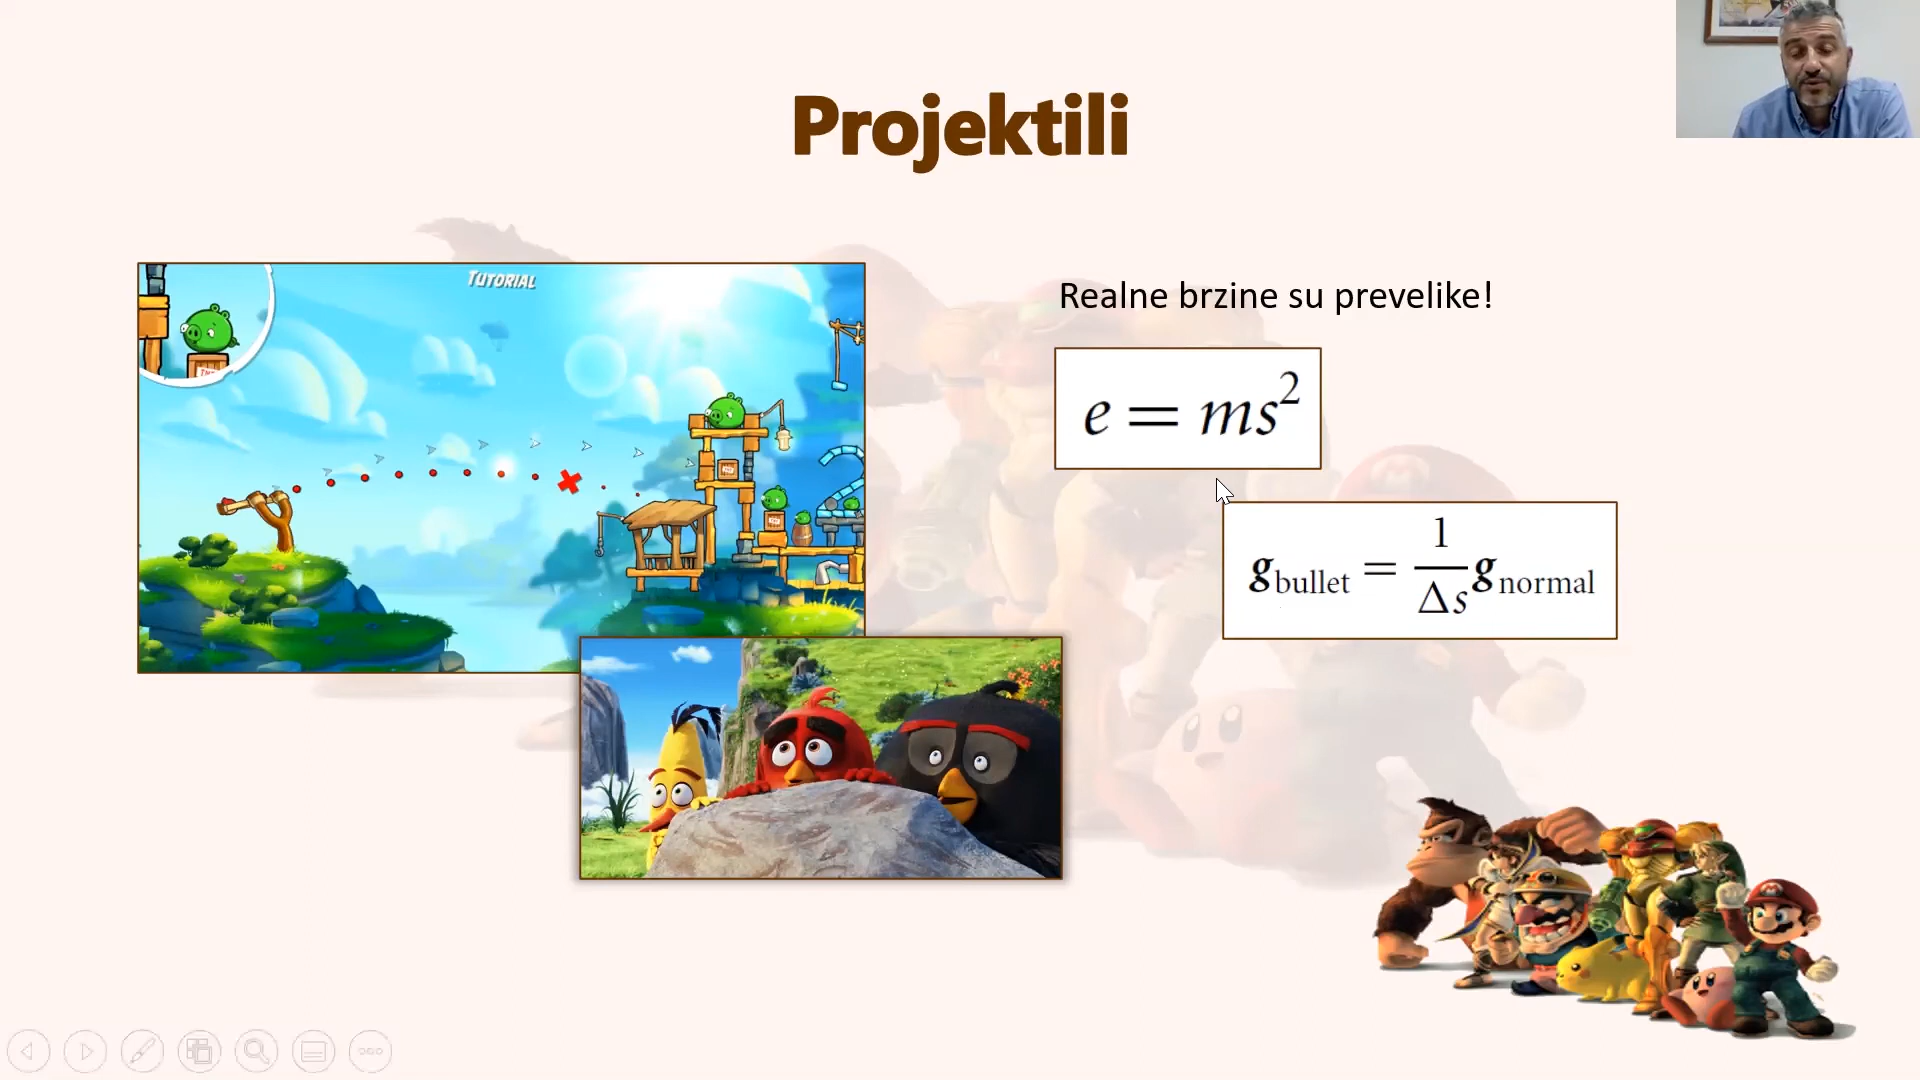 Projektili
TUTORIAL
Realne brzine su prevelike!
e = ms²
g_bullet = 1/Δs g_normal